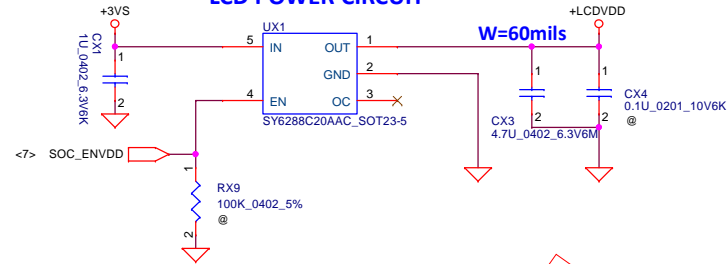 LCD POWER CIRCUIT
+3VS
+LCDVDD
UX1
W=60mils
5 IN OUT 1
GND 2
4 EN OC 3
SY6288C20AAC_SOT23-5
CX1
1U_0402_6.3V6K
1
2
1
2
CX3
4.7U_0402_6.3V6M
1
2
CX4
0.1U_0201_10V6K
@
<7> SOC_ENVDD
1
2
RX9
100K_0402_5%
@